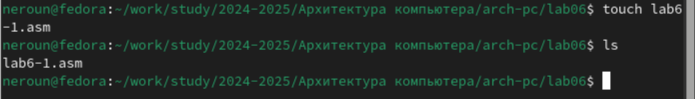 neroun@fedora:~/work/study/2024-2025/Архитектура компьютера/arch-pc/lab06$ touch lab6
-1.asm
neroun@fedora:~/work/study/2024-2025/Архитектура компьютера/arch-pc/lab06$ ls
lab6-1.asm
neroun@fedora:~/work/study/2024-2025/Архитектура компьютера/arch-pc/lab06$